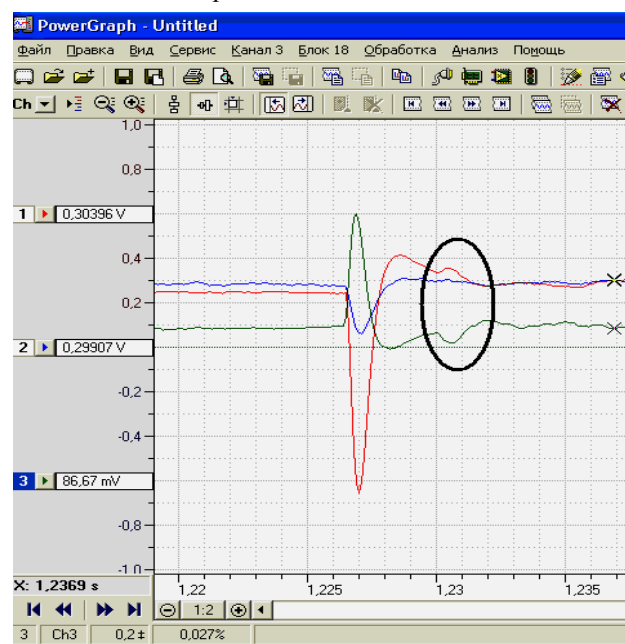 PowerGraph - Untitled
Файл Правка Вид Сервис Канал 3 Блок 18 Обработка Анализ Помощь
Ch
1,0
0,8
1 0,30396 V
0,4
0,2
2 0,29907 V
-0,2
-0,4
3 86,67 mV
-0,8
-1,0
X: 1,2369 s
1,22 1,225 1,23 1,235
1:2
3 Ch3 0,2 ± 0,027%